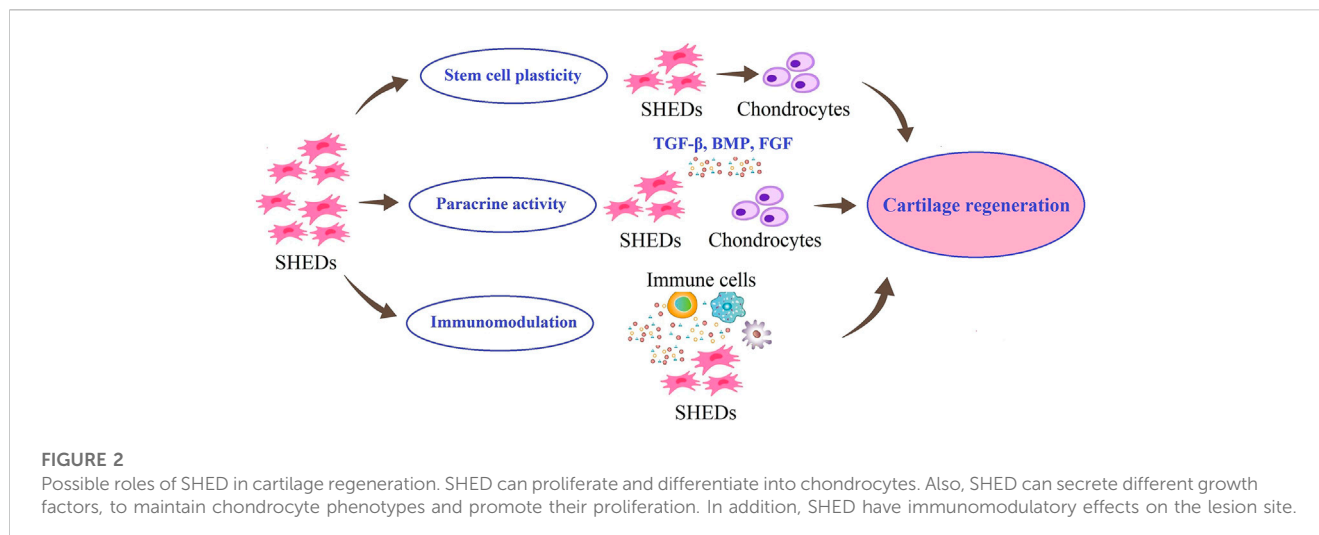 Stem cell plasticity
SHEDs
Chondrocytes
TGF-β, BMP, FGF
SHEDs
Paracrine activity
SHEDs
Chondrocytes
Cartilage regeneration
Immune cells
Immunomodulation
SHEDs
FIGURE 2
Possible roles of SHED in cartilage regeneration. SHED can proliferate and differentiate into chondrocytes. Also, SHED can secrete different growth
factors, to maintain chondrocyte phenotypes and promote their proliferation. In addition, SHED have immunomodulatory effects on the lesion site.